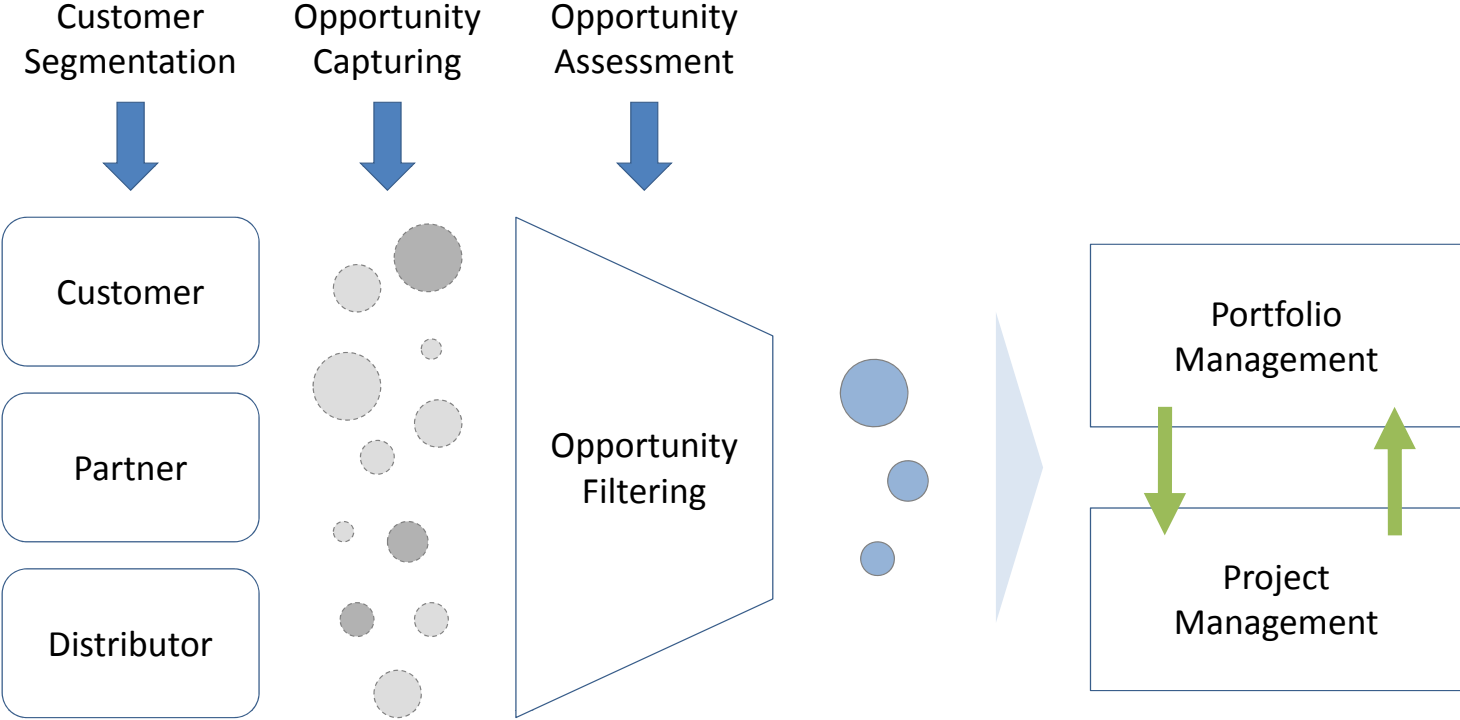 Customer
Segmentation
Opportunity
Capturing
Opportunity
Assessment
Customer
Partner
Distributor
Opportunity
Filtering
Portfolio
Management
Project
Management